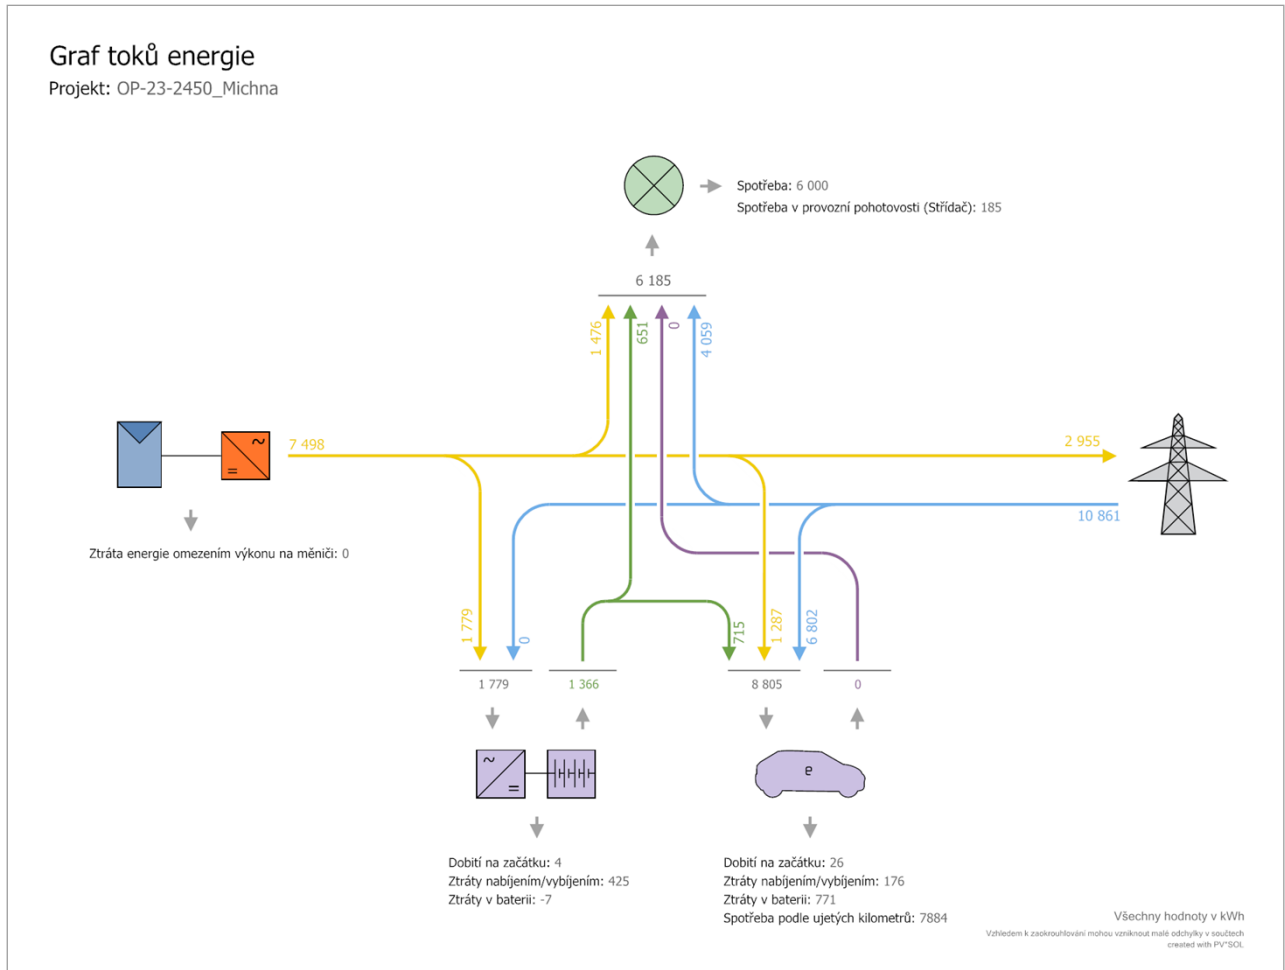 Graf toků energie
Projekt: OP-23-2450_Michna
Spotřeba: 6 000
Spotřeba v provozní pohotovosti (Střídač): 185
6 185
1 476
651
0
4 059
7 498
2 955
10 861
Ztráta energie omezením výkonu na měniči: 0
1 779
0
715
1 287
6 802
1 779
1 366
8 805
0
~
=
~
=
e
Dobití na začátku: 4
Ztráty nabíjením/vybíjením: 425
Ztráty v baterii: -7
Dobití na začátku: 26
Ztráty nabíjením/vybíjením: 176
Ztráty v baterii: 771
Spotřeba podle ujetých kilometrů: 7884
Všechny hodnoty v kWh
Vzhledem k zaokrouhlování mohou vzniknout malé odchylky v součtech
created with PV*SOL